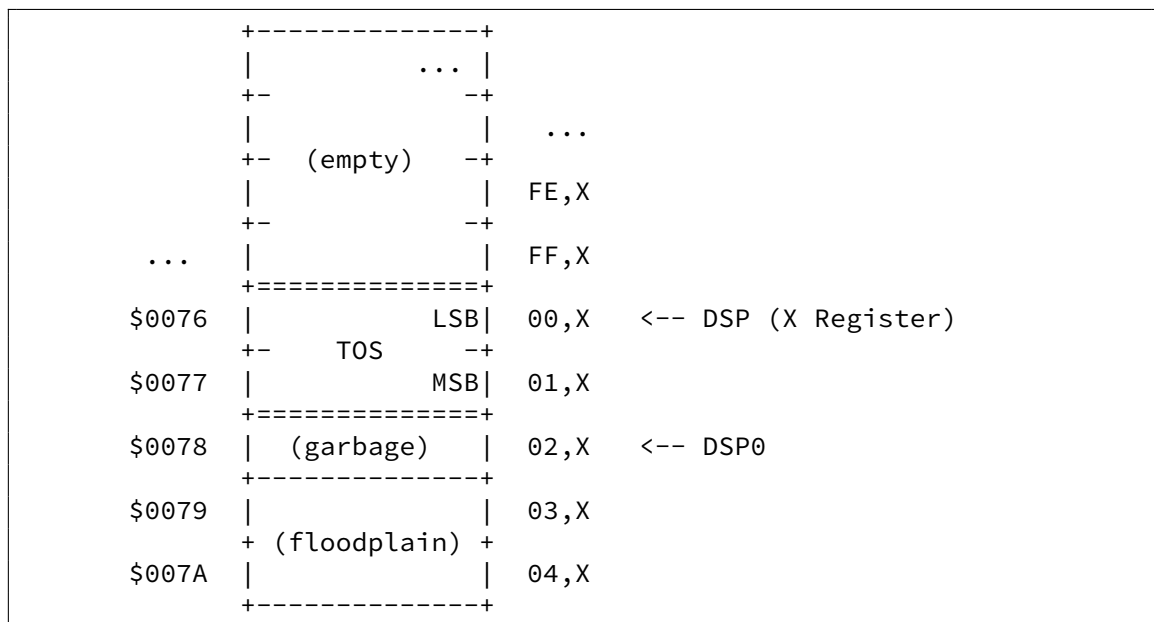 +--------------+
| ... |
+- -+
| | ...
+- (empty) -+
| | FE,X
+- -+
... | | FF,X
+==============+
$0076 | LSB| 00,X <-- DSP (X Register)
+- TOS -+
$0077 | MSB| 01,X
+==============+
$0078 | (garbage) | 02,X <-- DSP0
+--------------+
$0079 | | 03,X
+ (floodplain) +
$007A | | 04,X
+--------------+